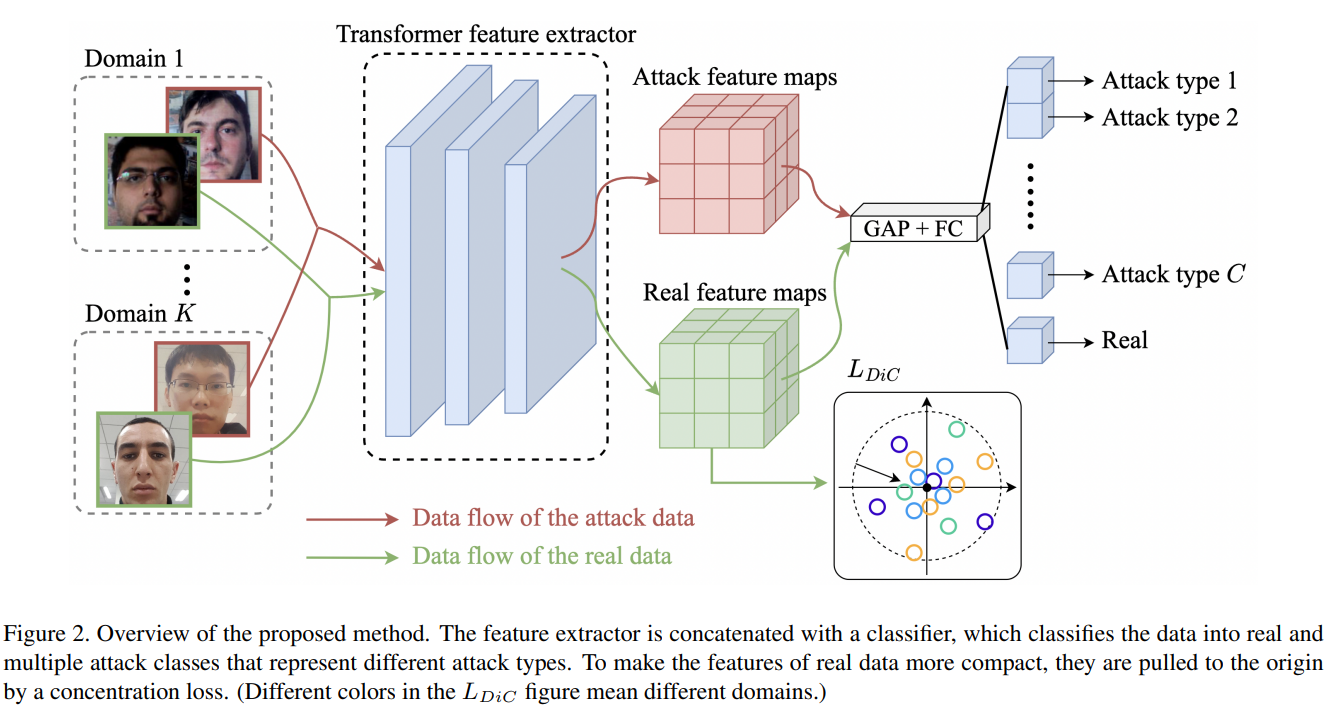 Transformer feature extractor
Domain 1
Attack feature maps
Attack type 1
Attack type 2
GAP + FC
Attack type C
Real feature maps
Domain K
Real
L_DiC
Data flow of the attack data
Data flow of the real data
Figure 2. Overview of the proposed method. The feature extractor is concatenated with a classifier, which classifies the data into real and
multiple attack classes that represent different attack types. To make the features of real data more compact, they are pulled to the origin
by a concentration loss. (Different colors in the L_DiC figure mean different domains.)